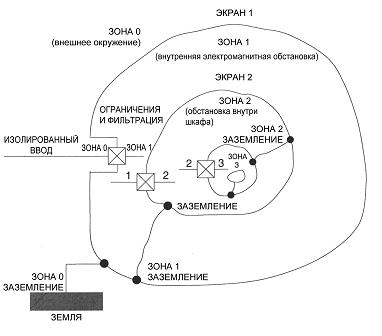 ЭКРАН 1
ЗОНА 0
(внешнее окружение)
ЗОНА 1
(внутренняя электромагнитная обстановка)
ЭКРАН 2
ЗОНА 2
(обстановка внутри
шкафа)
ОГРАНИЧЕНИЯ
И ФИЛЬТРАЦИЯ
ЗОНА 2
ЗАЗЕМЛЕНИЕ
ИЗОЛИРОВАННЫЙ
ВВОД
ЗОНА 0
ЗОНА 1
2
3
ЗОНА
3
1
2
ЗАЗЕМЛЕНИЕ
ЗОНА 0
ЗАЗЕМЛЕНИЕ
ЗОНА 1
ЗАЗЕМЛЕНИЕ
ЗЕМЛЯ